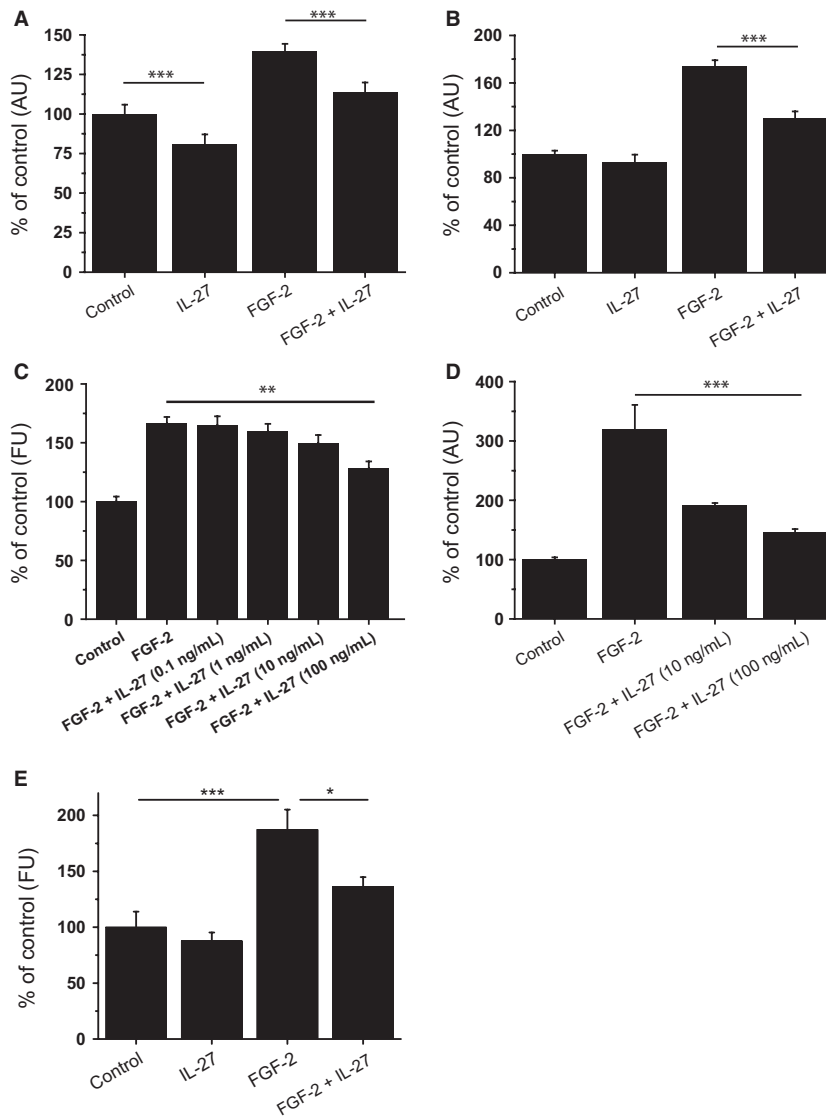 A
% of control (AU)
150
125
100
75
50
25
0
***
***
Control
IL-27
FGF-2
FGF-2 + IL-27
B
% of control (AU)
200
160
120
80
40
0
***
Control
IL-27
FGF-2
FGF-2 + IL-27
C
% of control (FU)
200
150
100
50
0
**
Control
FGF-2
FGF-2 + IL-27 (0.1 ng/mL)
FGF-2 + IL-27 (1 ng/mL)
FGF-2 + IL-27 (10 ng/mL)
FGF-2 + IL-27 (100 ng/mL)
D
% of control (AU)
400
300
200
100
0
***
Control
FGF-2
FGF-2 + IL-27 (10 ng/mL)
FGF-2 + IL-27 (100 ng/mL)
E
% of control (FU)
200
150
100
50
0
***
*
Control
IL-27
FGF-2
FGF-2 + IL-27